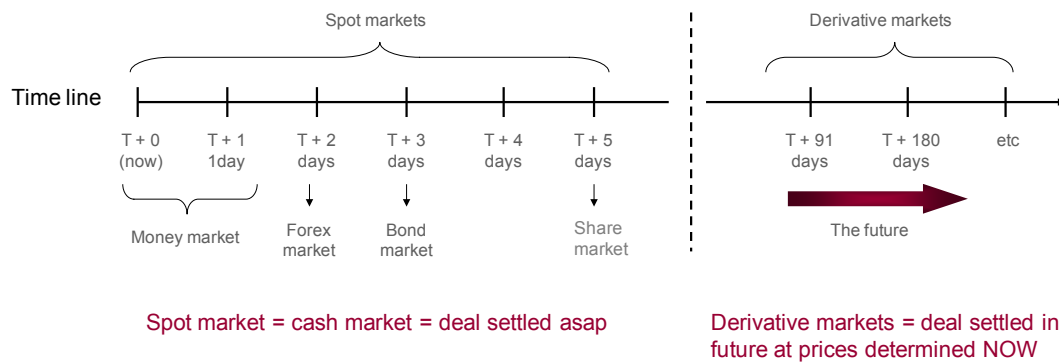 Spot markets
Derivative markets
Time line
T + 0
(now)
T + 1
1day
T + 2
days
T + 3
days
T + 4
days
T + 5
days
T + 91
days
T + 180
days
etc
Money market
Forex
market
Bond
market
Share
market
The future
Spot market = cash market = deal settled asap
Derivative markets = deal settled in
future at prices determined NOW